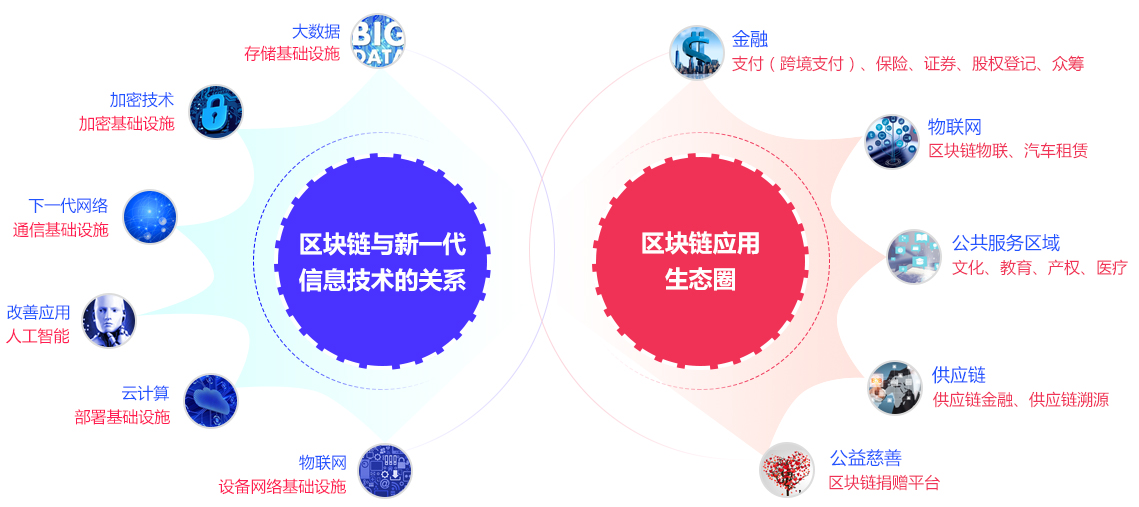 大数据
存储基础设施
加密技术
加密基础设施
下一代网络
通信基础设施
改善应用
人工智能
云计算
部署基础设施
物联网
设备网络基础设施
BIG
DATA
区块链与新一代
信息技术的关系
区块链应用
生态圈
金融
支付（跨境支付）、保险、证券、股权登记、众筹
物联网
区块链物联、汽车租赁
公共服务区域
文化、教育、产权、医疗
供应链
供应链金融、供应链溯源
公益慈善
区块链捐赠平台